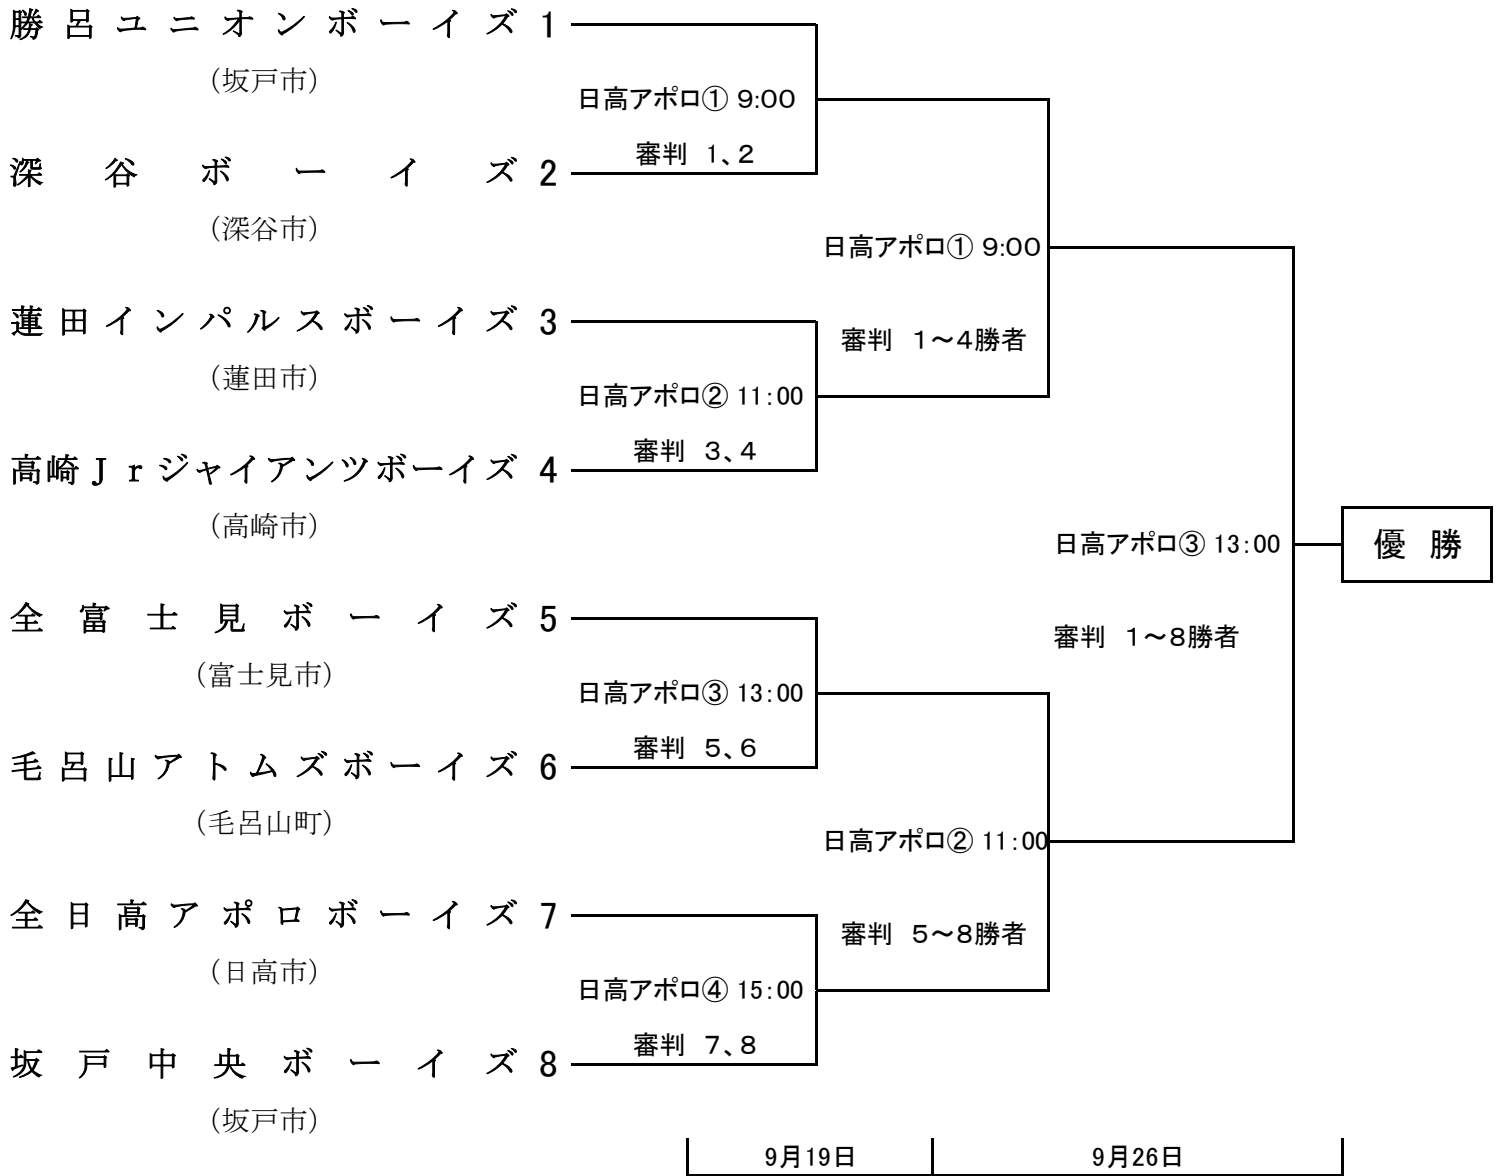 勝呂ユニオンボーイズ 1
(坂戸市)
日高アポロ① 9:00
審判 1、2
深谷ボーイズ 2
(深谷市)
日高アポロ① 9:00
審判 1〜4勝者
蓮田インパルスボーイズ 3
(蓮田市)
日高アポロ② 11:00
審判 3、4
高崎Jrジャイアンツボーイズ 4
(高崎市)
日高アポロ③ 13:00
優勝
審判 1〜8勝者
全富士見ボーイズ 5
(富士見市)
日高アポロ③ 13:00
審判 5、6
毛呂山アトムズボーイズ 6
(毛呂山町)
日高アポロ② 11:00
審判 5〜8勝者
全日高アポロボーイズ 7
(日高市)
日高アポロ④ 15:00
審判 7、8
坂戸中央ボーイズ 8
(坂戸市)
9月19日
9月26日